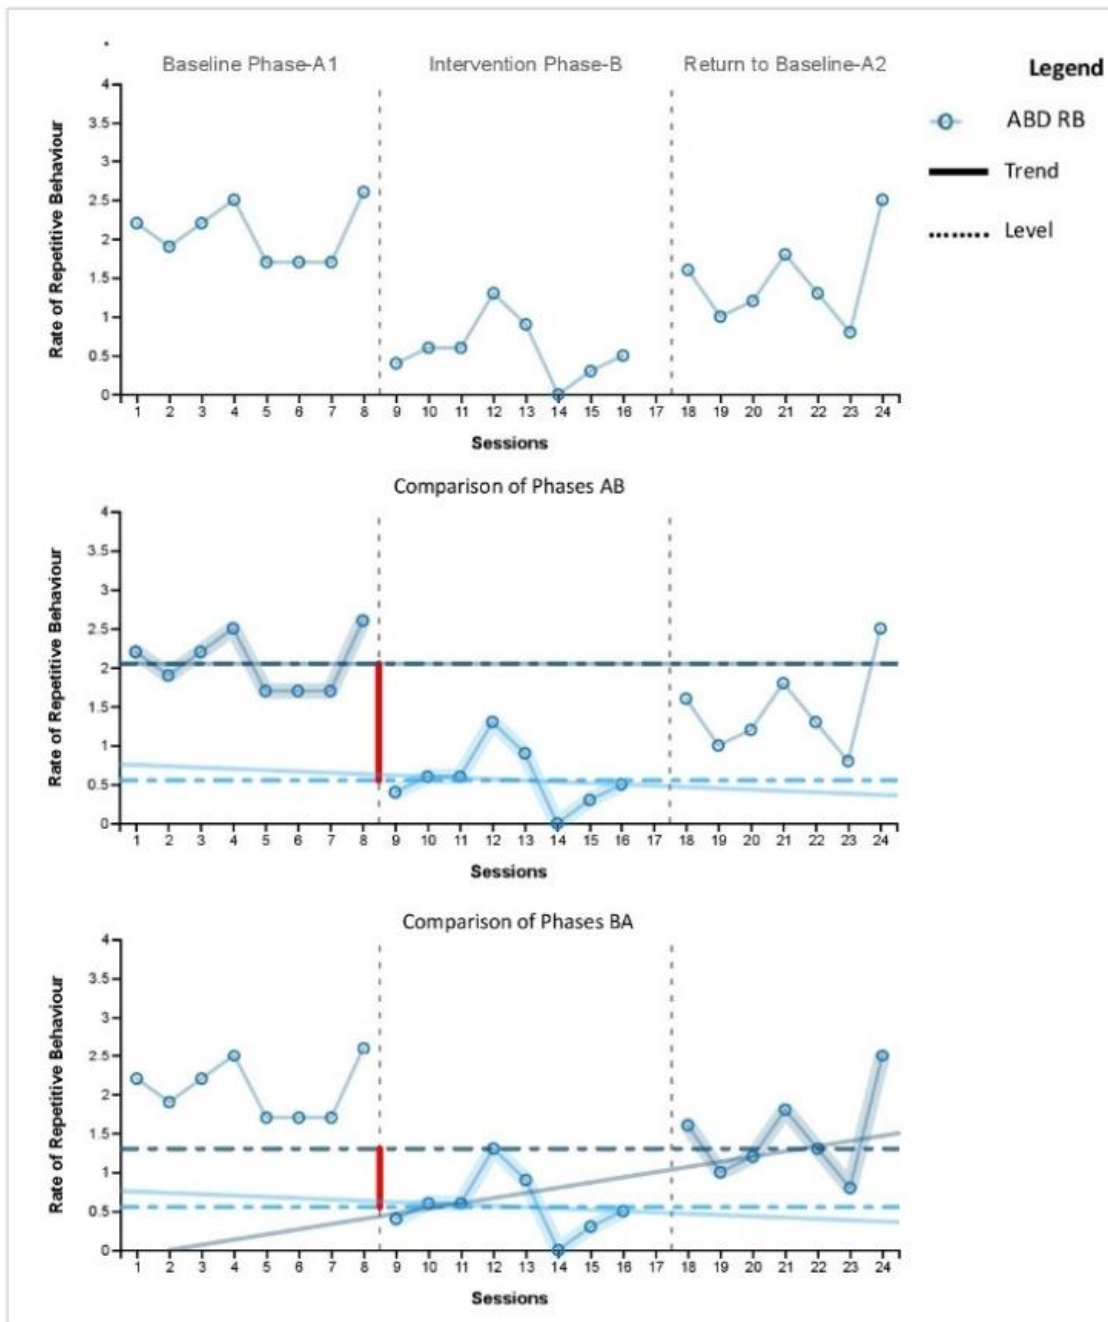 Baseline Phase-A1 Intervention Phase-B Return to Baseline-A2
Legend
ABD RB
Trend
Level
Rate of Repetitive Behaviour
4
3.5
3
2.5
2
1.5
1
0.5
0
1 2 3 4 5 6 7 8 9 10 11 12 13 14 15 16 17 18 19 20 21 22 23 24
Sessions
Comparison of Phases AB
Rate of Repetitive Behaviour
4
3.5
3
2.5
2
1.5
1
0.5
0
1 2 3 4 5 6 7 8 9 10 11 12 13 14 15 16 17 18 19 20 21 22 23 24
Sessions
Comparison of Phases BA
Rate of Repetitive Behaviour
4
3.5
3
2.5
2
1.5
1
0.5
0
1 2 3 4 5 6 7 8 9 10 11 12 13 14 15 16 17 18 19 20 21 22 23 24
Sessions